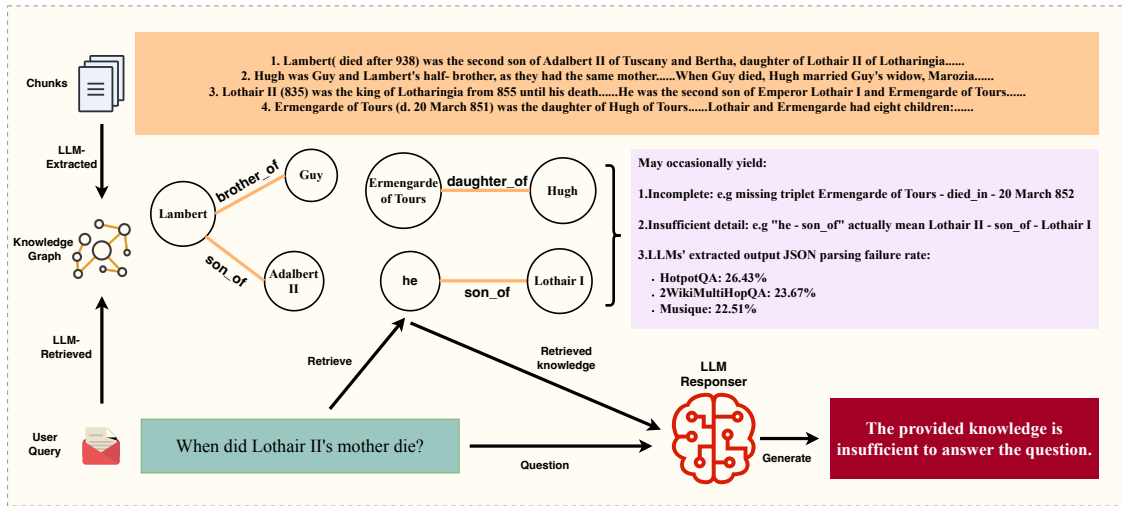 Chunks
1. Lambert( died after 938) was the second son of Adalbert II of Tuscany and Bertha, daughter of Lothair II of Lotharingia......
2. Hugh was Guy and Lambert's half- brother, as they had the same mother......When Guy died, Hugh married Guy's widow, Marozia......
3. Lothair II (835) was the king of Lotharingia from 855 until his death......He was the second son of Emperor Lothair I and Ermengarde of Tours......
4. Ermengarde of Tours (d. 20 March 851) was the daughter of Hugh of Tours......Lothair and Ermengarde had eight children:......
LLM-
Extracted
Knowledge
Graph
LLM-
Retrieved
User
Query
Lambert
brother_of
Guy
son_of
Adalbert
II
Ermengarde
of Tours
daughter_of
Hugh
he
son_of
Lothair I
May occasionally yield:
1.Incomplete: e.g missing triplet Ermengarde of Tours - died_in - 20 March 852
2.Insufficient detail: e.g "he - son_of" actually mean Lothair II - son_of - Lothair I
3.LLMs' extracted output JSON parsing failure rate:
· HotpotQA: 26.43%
· 2WikiMultiHopQA: 23.67%
· Musique: 22.51%
Retrieve
Retrieved
knowledge
LLM
Responser
When did Lothair II's mother die?
Question
Generate
The provided knowledge is
insufficient to answer the question.